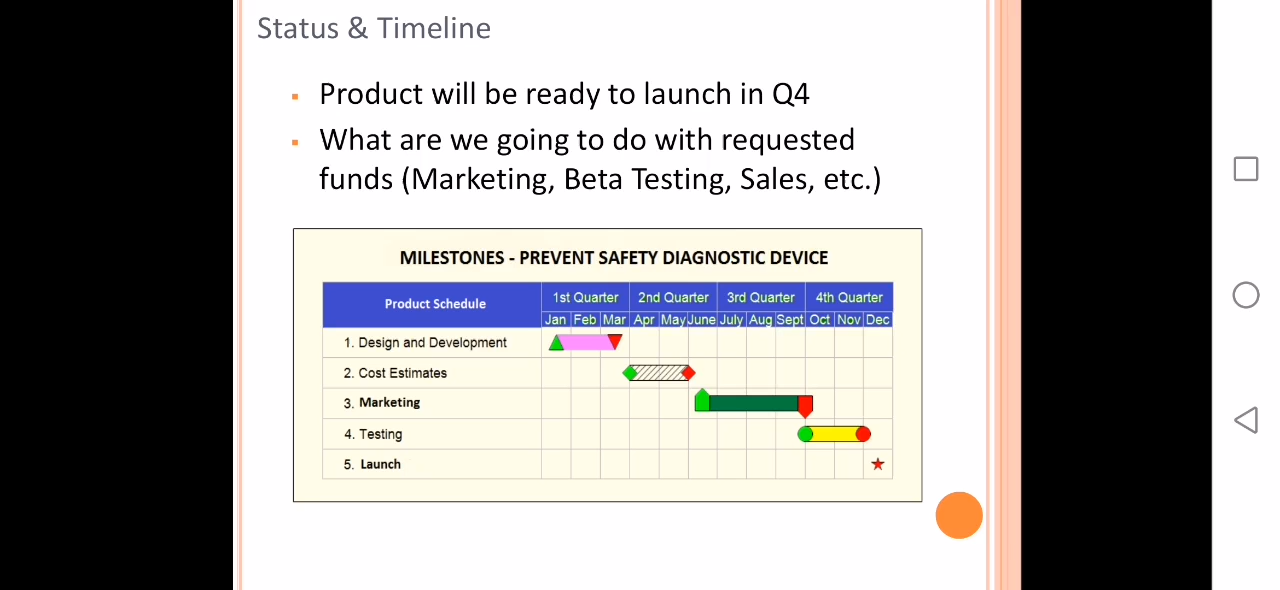 Status & Timeline
▪ Product will be ready to launch in Q4
▪ What are we going to do with requested
funds (Marketing, Beta Testing, Sales, etc.)
MILESTONES - PREVENT SAFETY DIAGNOSTIC DEVICE
Product Schedule
1st Quarter 2nd Quarter 3rd Quarter 4th Quarter
Jan Feb Mar Apr May June July Aug Sept Oct Nov Dec
1. Design and Development
2. Cost Estimates
3. Marketing
4. Testing
5. Launch